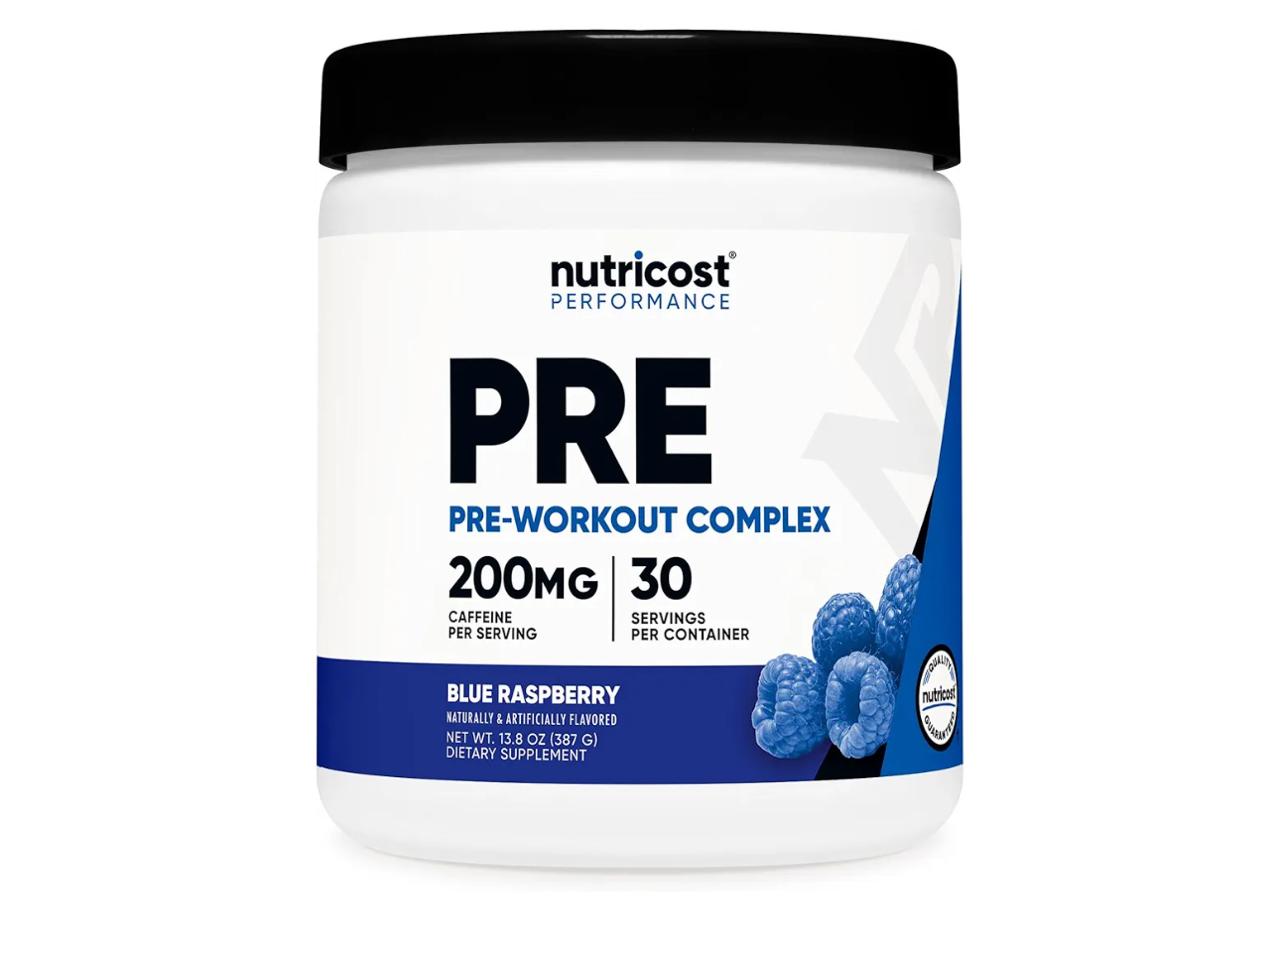 nutricost®
PERFORMANCE
PRE
PRE-WORKOUT COMPLEX
200MG
CAFFEINE
PER SERVING
30
SERVINGS
PER CONTAINER
BLUE RASPBERRY
NATURALLY & ARTIFICIALLY FLAVORED
NET WT. 13.8 OZ (387 G)
DIETARY SUPPLEMENT
QUALITY
nutricost
GUARANTEED